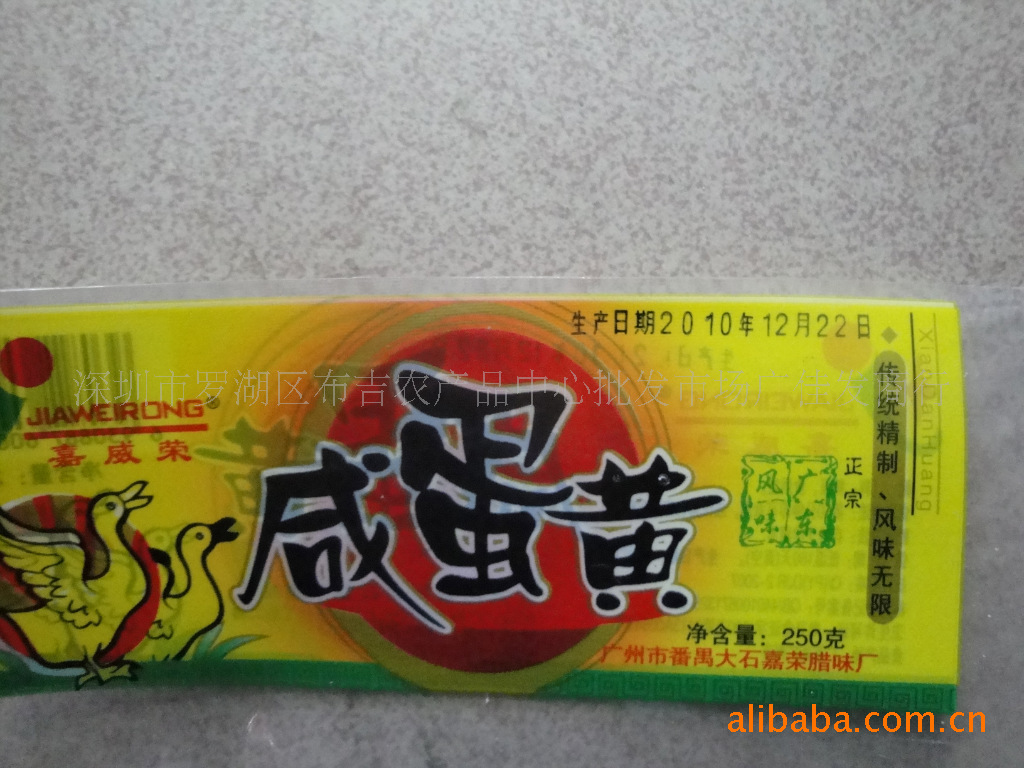 生产日期2010年12月22日
深圳市罗湖区布吉农产品中心批发市场广佳发商行
JIAWEIRONG®
嘉威荣
咸蛋黄
正宗
广东
风味
传统精制、风味无限
XianDanHuang
净含量：250克
广州市番禺大石嘉荣腊味厂
alibaba.com.cn